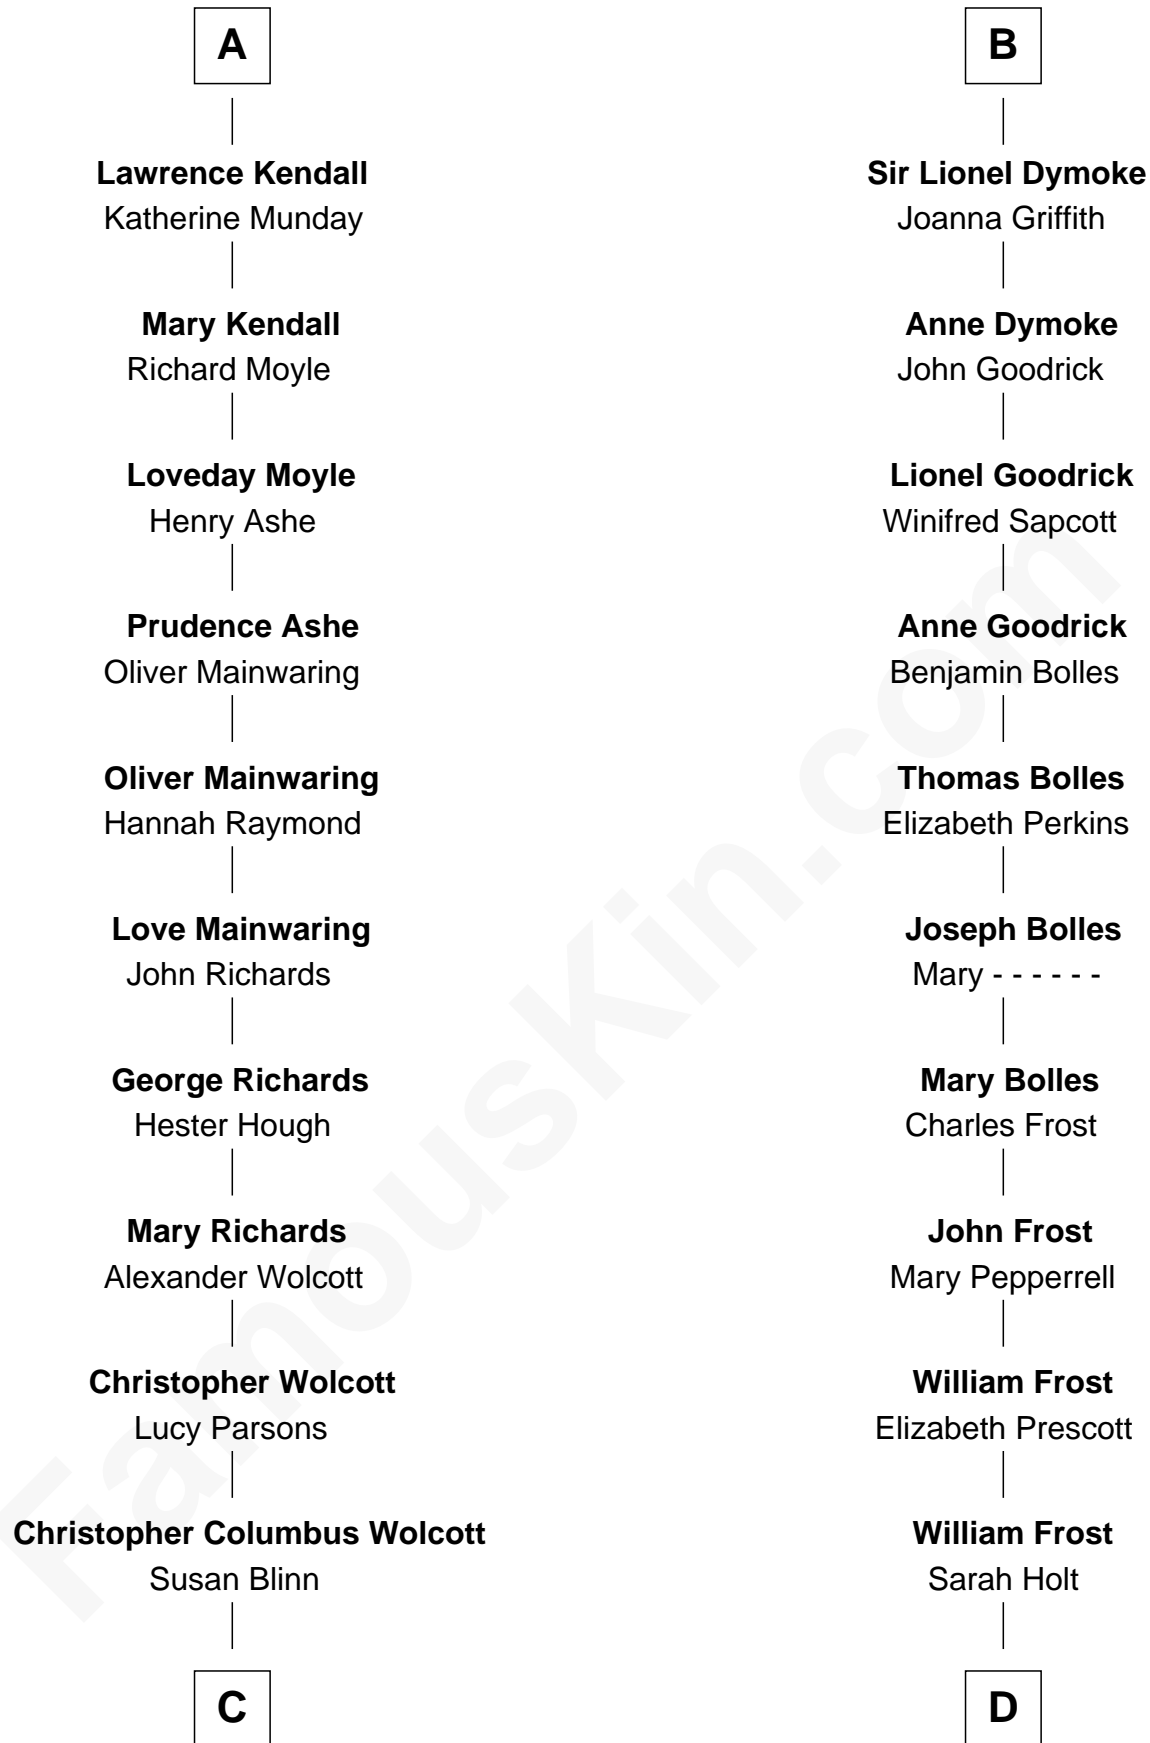 A
Lawrence Kendall
Katherine Munday
Mary Kendall
Richard Moyle
Loveday Moyle
Henry Ashe
Prudence Ashe
Oliver Mainwaring
Oliver Mainwaring
Hannah Raymond
Love Mainwaring
John Richards
George Richards
Hester Hough
Mary Richards
Alexander Wolcott
Christopher Wolcott
Lucy Parsons
Christopher Columbus Wolcott
Susan Blinn
C
B
Sir Lionel Dymoke
Joanna Griffith
Anne Dymoke
John Goodrick
Lionel Goodrick
Winifred Sapcott
Anne Goodrick
Benjamin Bolles
Thomas Bolles
Elizabeth Perkins
Joseph Bolles
Mary - - - - - -
Mary Bolles
Charles Frost
John Frost
Mary Pepperrell
William Frost
Elizabeth Prescott
William Frost
Sarah Holt
D
FamousKin.com